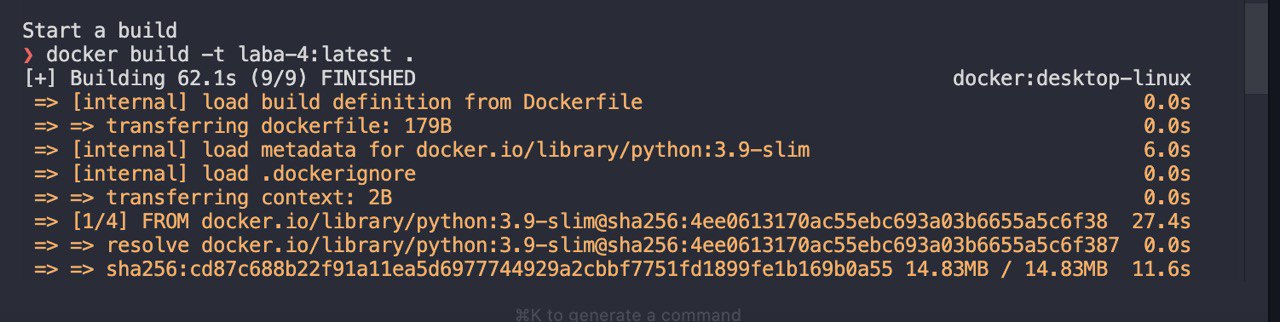 Start a build
❯ docker build -t laba-4:latest .
[+] Building 62.1s (9/9) FINISHED docker:desktop-linux
=> [internal] load build definition from Dockerfile 0.0s
=> => transferring dockerfile: 179B 0.0s
=> [internal] load metadata for docker.io/library/python:3.9-slim 6.0s
=> [internal] load .dockerignore 0.0s
=> => transferring context: 2B 0.0s
=> [1/4] FROM docker.io/library/python:3.9-slim@sha256:4ee0613170ac55ebc693a03b6655a5c6f38 27.4s
=> => resolve docker.io/library/python:3.9-slim@sha256:4ee0613170ac55ebc693a03b6655a5c6f387 0.0s
=> => sha256:cd87c688b22f91a11ea5d6977744929a2cbbf7751fd1899fe1b169b0a55 14.83MB / 14.83MB 11.6s
⌘K to generate a command